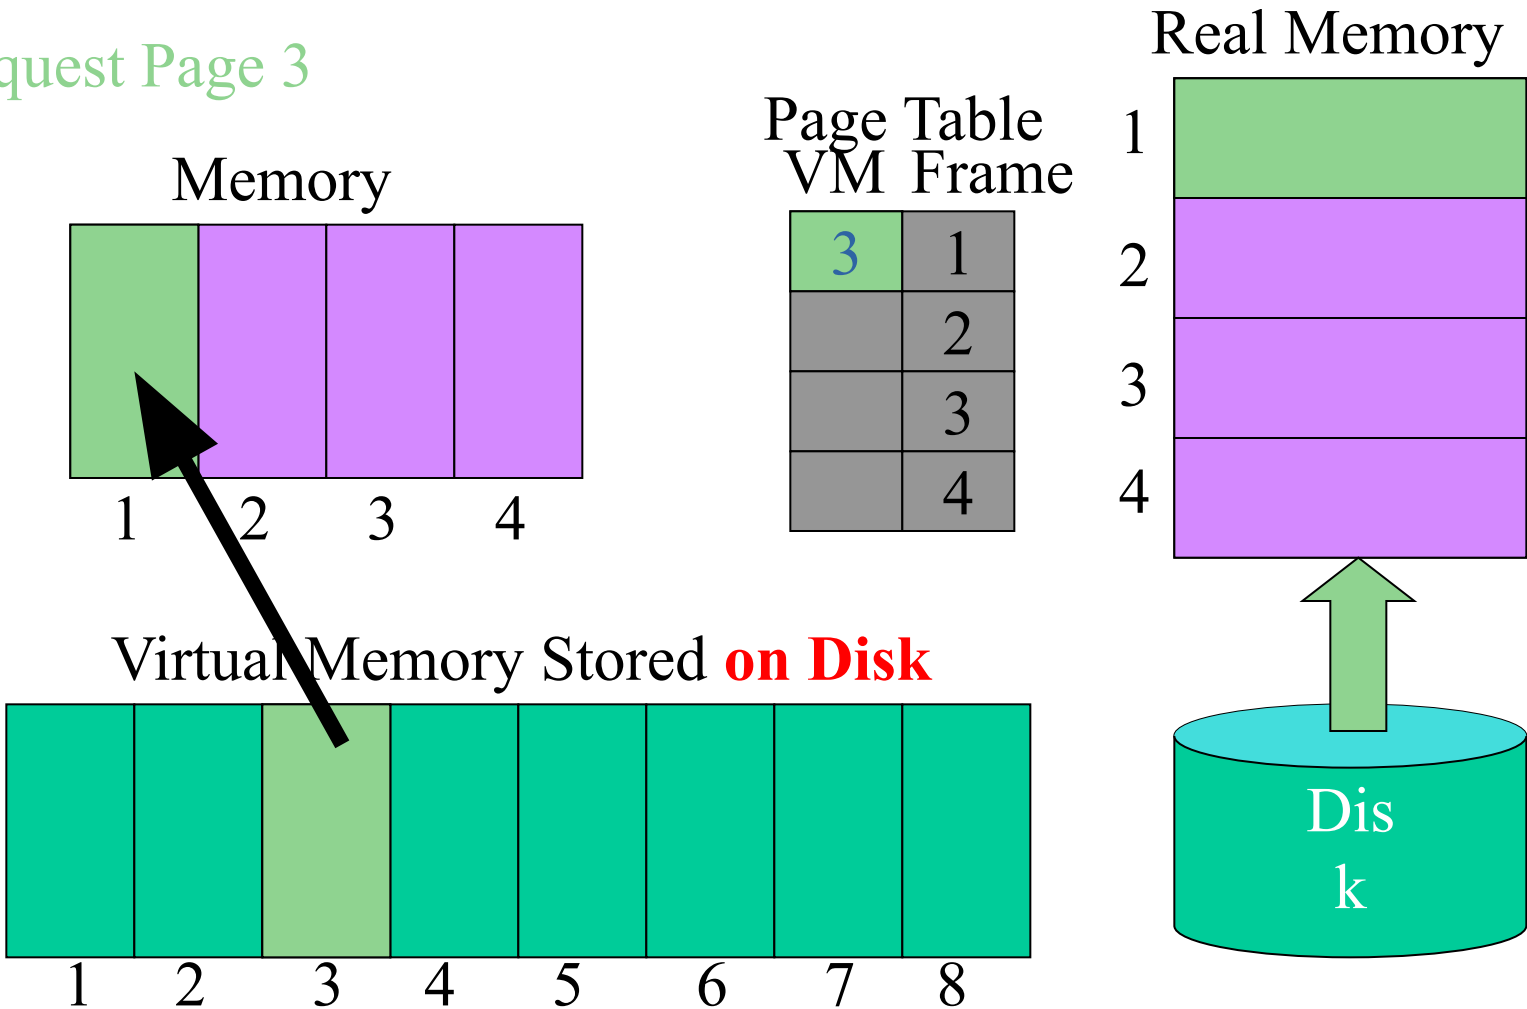 quest Page 3
Real Memory
Page Table
VM Frame
Memory
3 1
2
3
4
1
2
3
4
1 2 3 4
Virtual Memory Stored on Disk
Dis
k
1 2 3 4 5 6 7 8